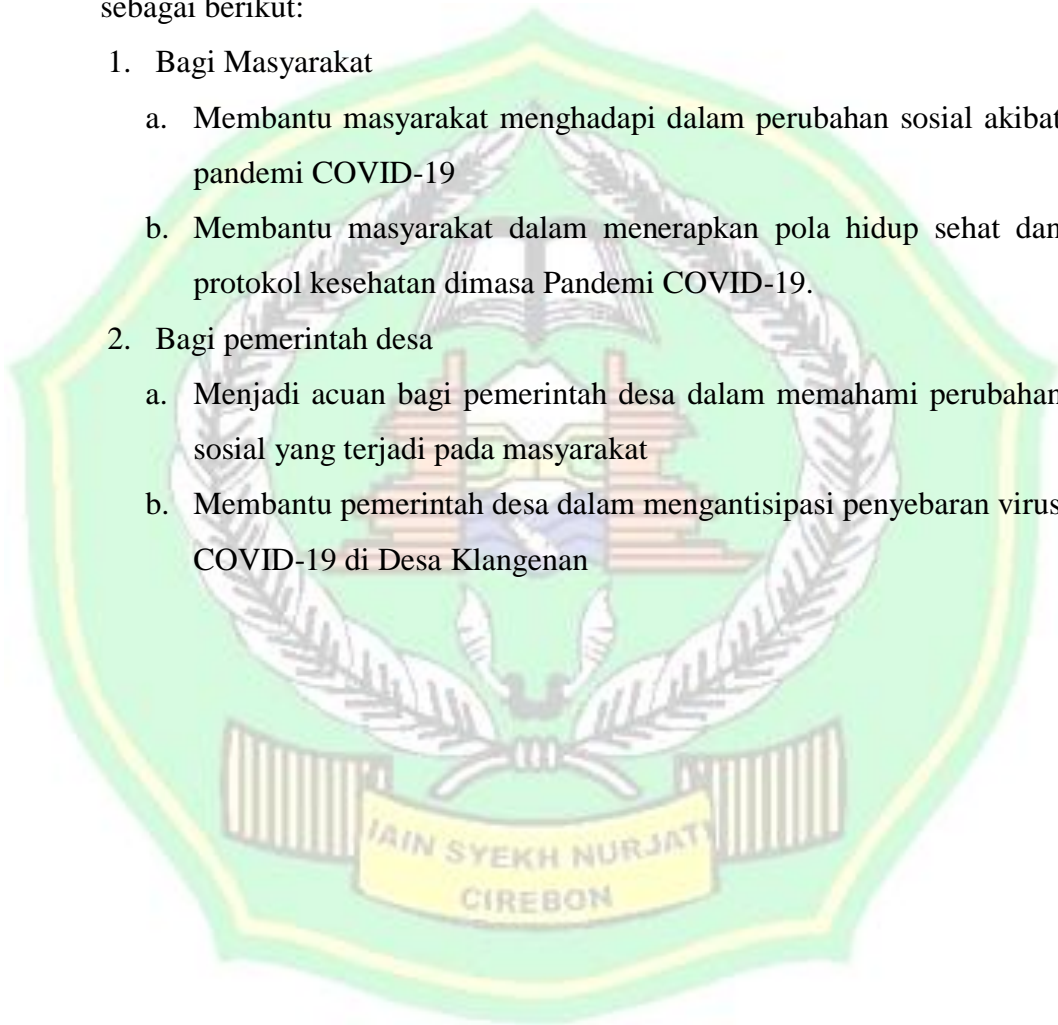 sebagai berikut:
1. Bagi Masyarakat
a. Membantu masyarakat menghadapi dalam perubahan sosial akibat
pandemi COVID-19
b. Membantu masyarakat dalam menerapkan pola hidup sehat dan
protokol kesehatan dimasa Pandemi COVID-19.
2. Bagi pemerintah desa
a. Menjadi acuan bagi pemerintah desa dalam memahami perubahan
sosial yang terjadi pada masyarakat
b. Membantu pemerintah desa dalam mengantisipasi penyebaran virus
COVID-19 di Desa Klangenan
IAIN SYEKH NURJATI
CIREBON